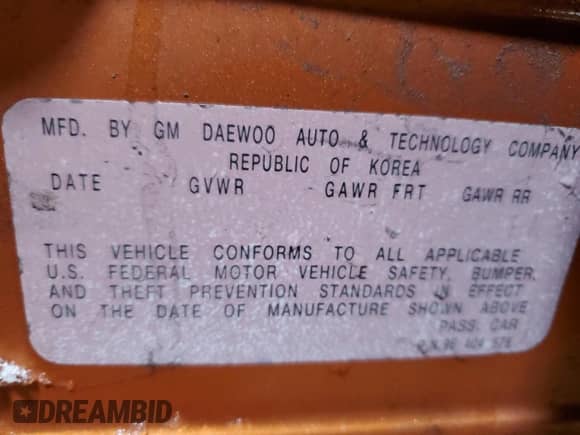 MFD. BY GM DAEWOO AUTO & TECHNOLOGY COMPANY
REPUBLIC OF KOREA
DATE GVWR GAWR FRT GAWR RR
THIS VEHICLE CONFORMS TO ALL APPLICABLE
U.S. FEDERAL MOTOR VEHICLE SAFETY, BUMPER,
AND THEFT PREVENTION STANDARDS IN EFFECT
ON THE DATE OF MANUFACTURE SHOWN ABOVE
PASS. CAR
P/N 96
DREAMBID